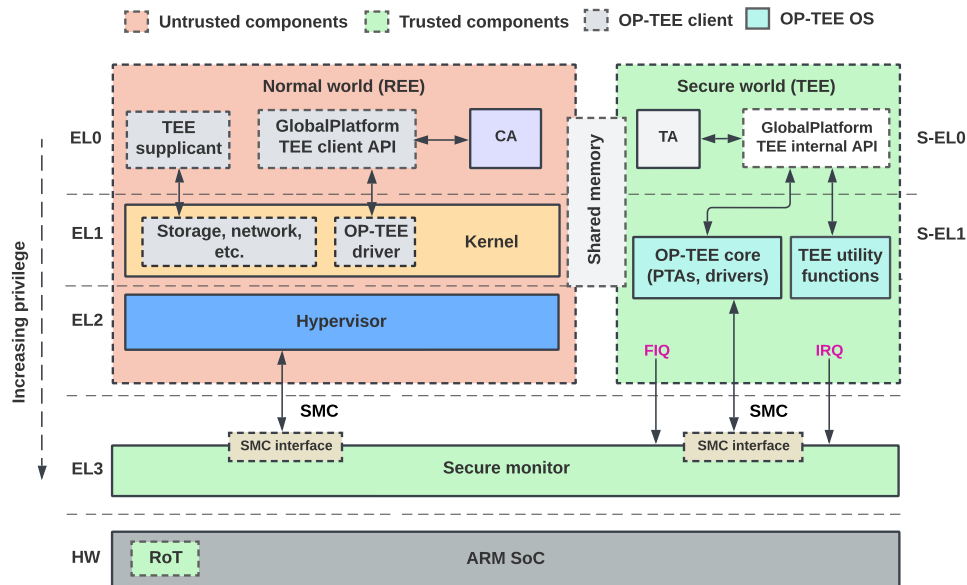 Untrusted components
Trusted components
OP-TEE client
OP-TEE OS
Normal world (REE)
Secure world (TEE)
Increasing privilege
EL0
TEE
supplicant
GlobalPlatform
TEE client API
CA
Shared memory
TA
GlobalPlatform
TEE internal API
S-EL0
EL1
Storage, network,
etc.
OP-TEE
driver
Kernel
OP-TEE core
(PTAs, drivers)
TEE utility
functions
S-EL1
EL2
Hypervisor
FIQ
IRQ
SMC
SMC
SMC interface
SMC interface
EL3
Secure monitor
HW
RoT
ARM SoC